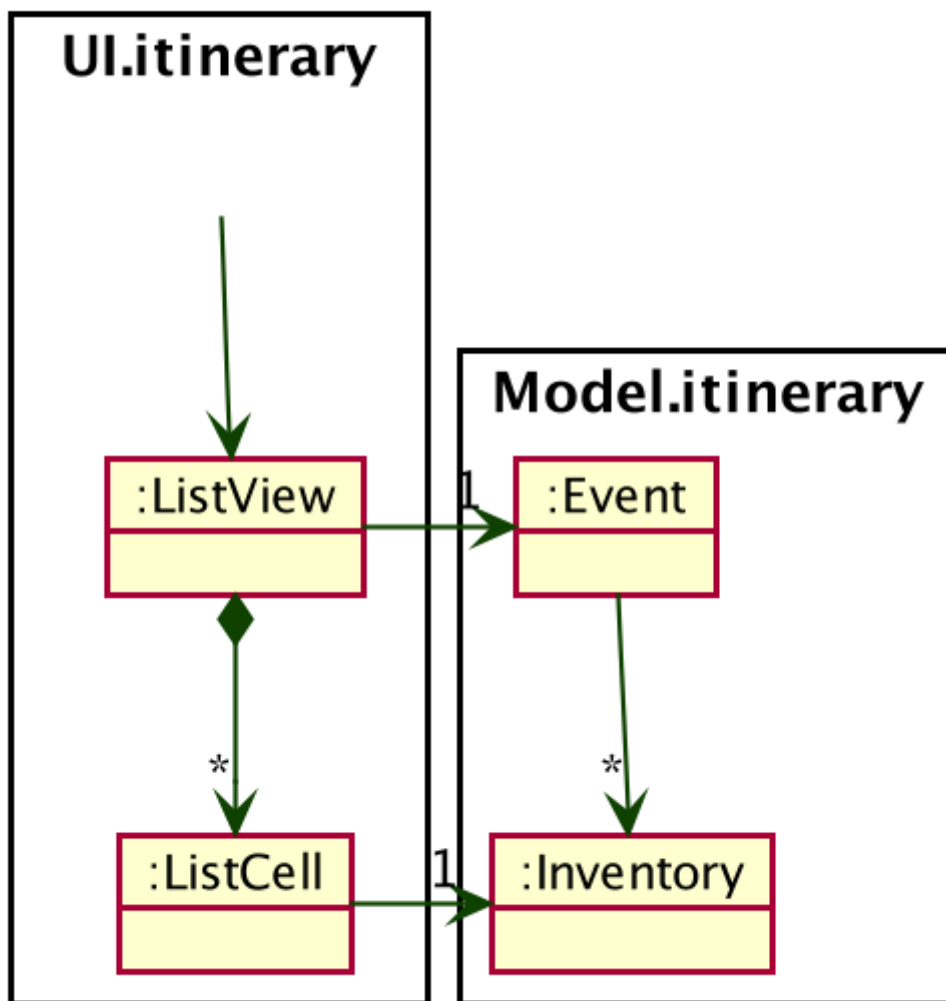 UI.itinerary
Model.itinerary
:ListView
1
:Event
*
*
:ListCell
1
:Inventory